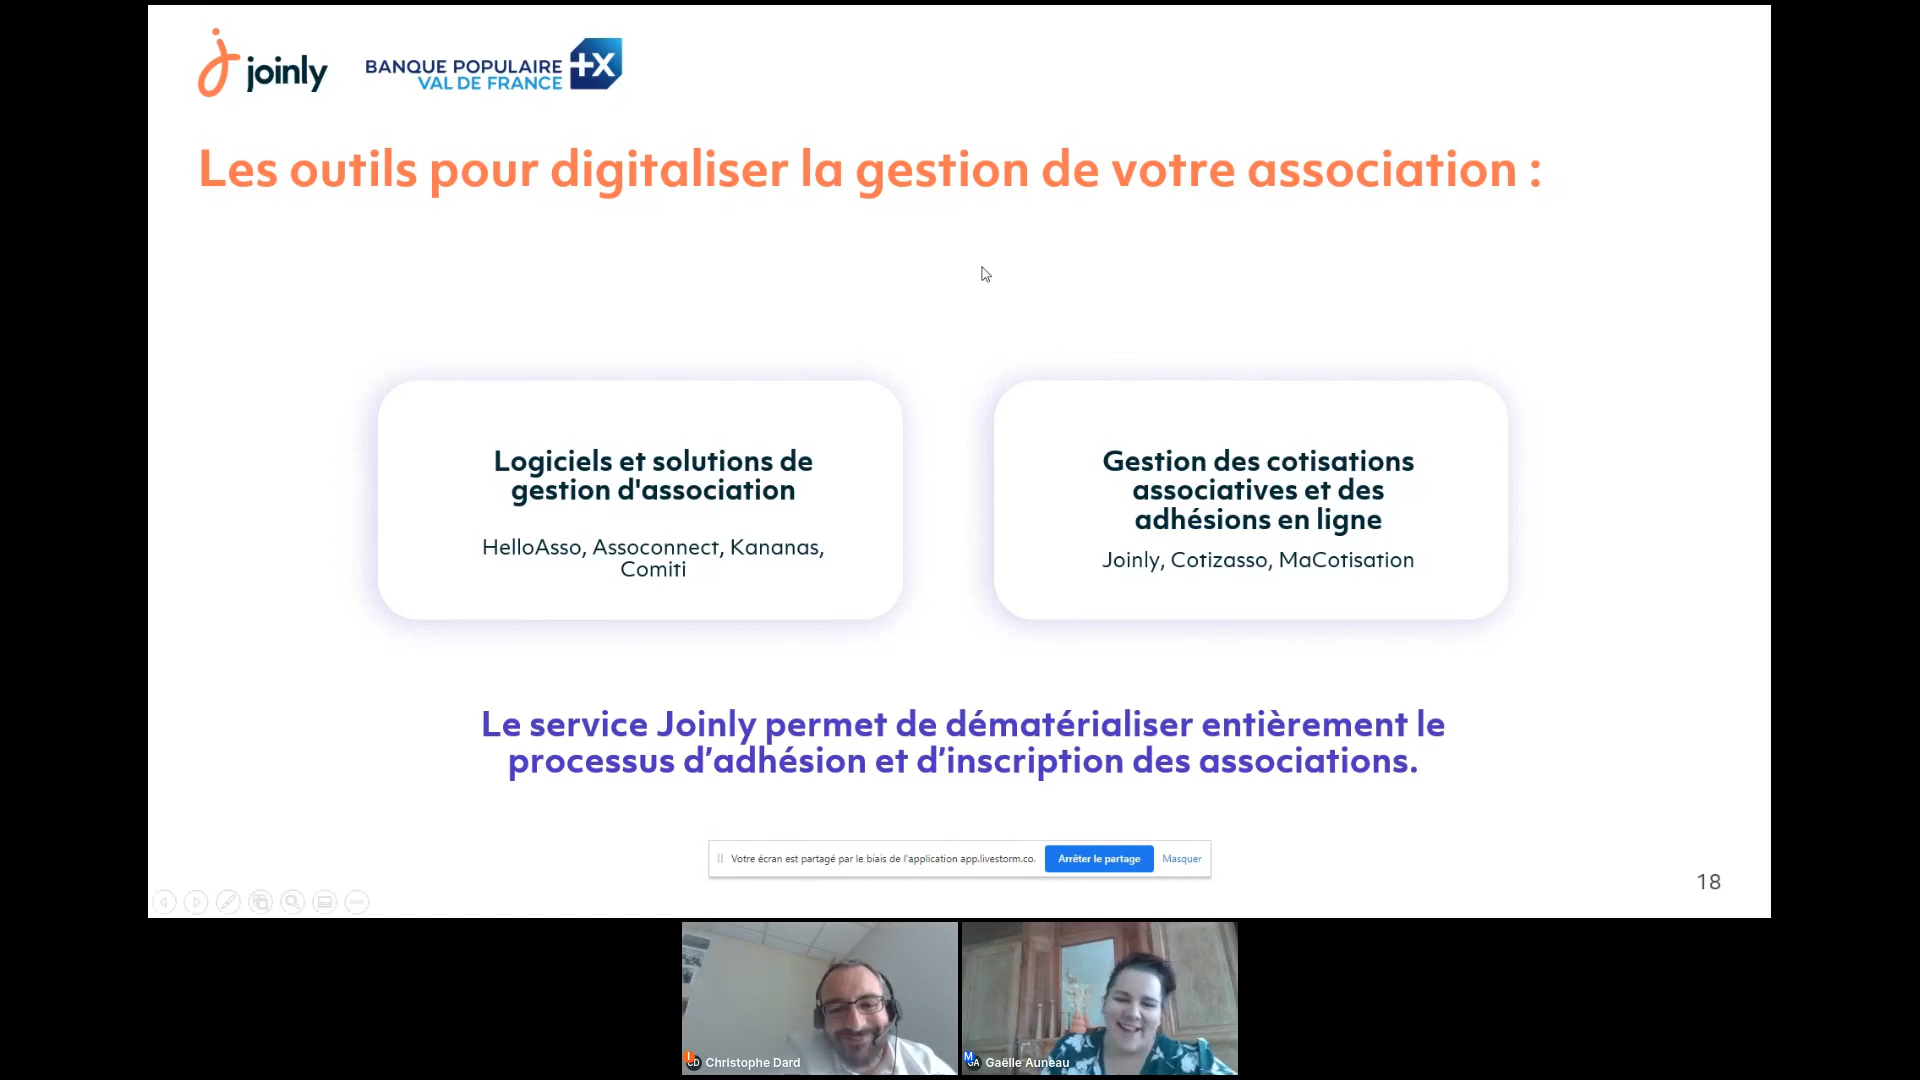 joinly
BANQUE POPULAIRE
VAL DE FRANCE
+X
Les outils pour digitaliser la gestion de votre association :
Logiciels et solutions de
gestion d'association
HelloAsso, Assoconnect, Kananas,
Comiti
Gestion des cotisations
associatives et des
adhésions en ligne
Joinly, Cotizasso, MaCotisation
Le service Joinly permet de dématérialiser entièrement le
processus d’adhésion et d’inscription des associations.
Votre écran est partagé par le biais de l'application app.livestorm.co.
Arrêter le partage
Masquer
18
CD Christophe Dard
M GA Gaëlle Auneau